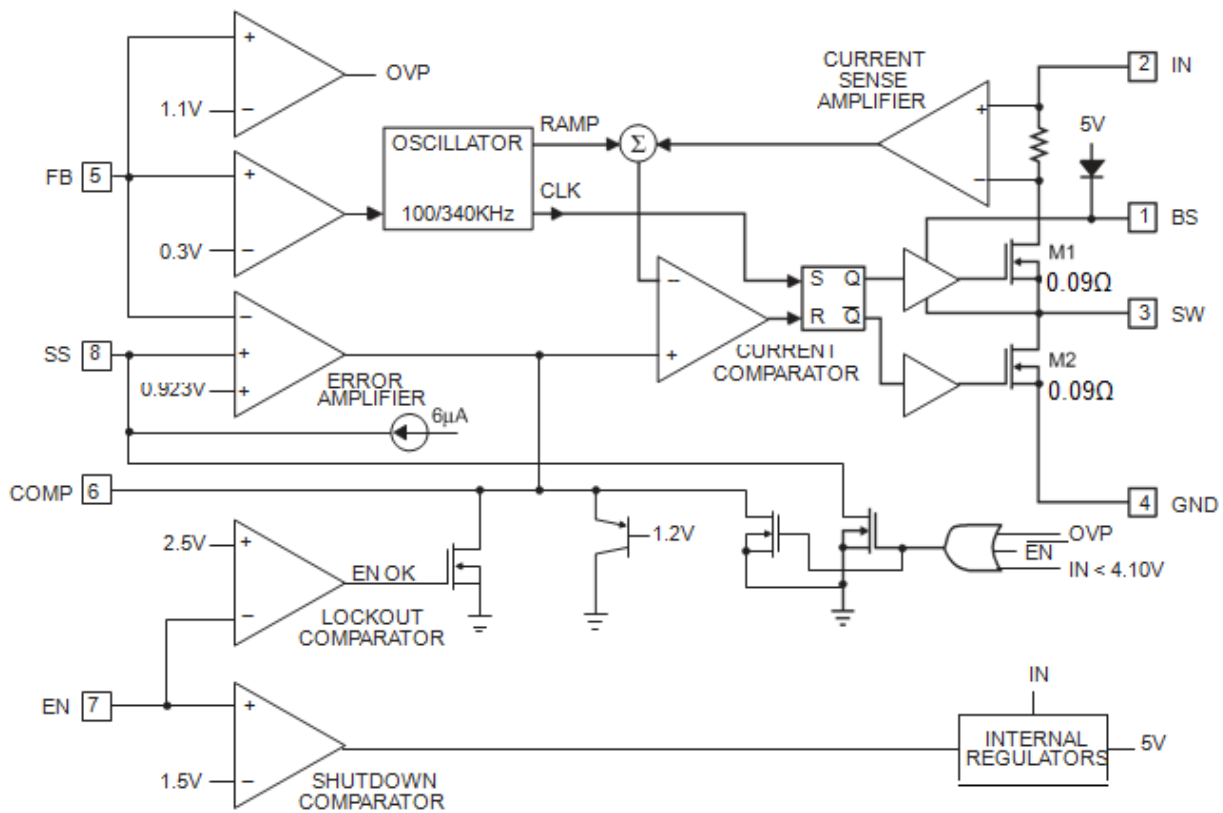 +
OVP
1.1V
−
CURRENT
SENSE
AMPLIFIER
2 IN
+
−
5V
FB 5
+
0.3V
−
OSCILLATOR
100/340KHz
RAMP
Σ
CLK
1 BS
M1
0.09Ω
S Q
R Q̅
3 SW
M2
0.09Ω
−
+
CURRENT
COMPARATOR
SS 8
−
+
0.923V
+
ERROR
AMPLIFIER
6µA
COMP 6
4 GND
2.5V
+
−
EN OK
LOCKOUT
COMPARATOR
1.2V
OVP
E̅N̅
IN < 4.10V
EN 7
+
1.5V
−
SHUTDOWN
COMPARATOR
IN
INTERNAL
REGULATORS
5V